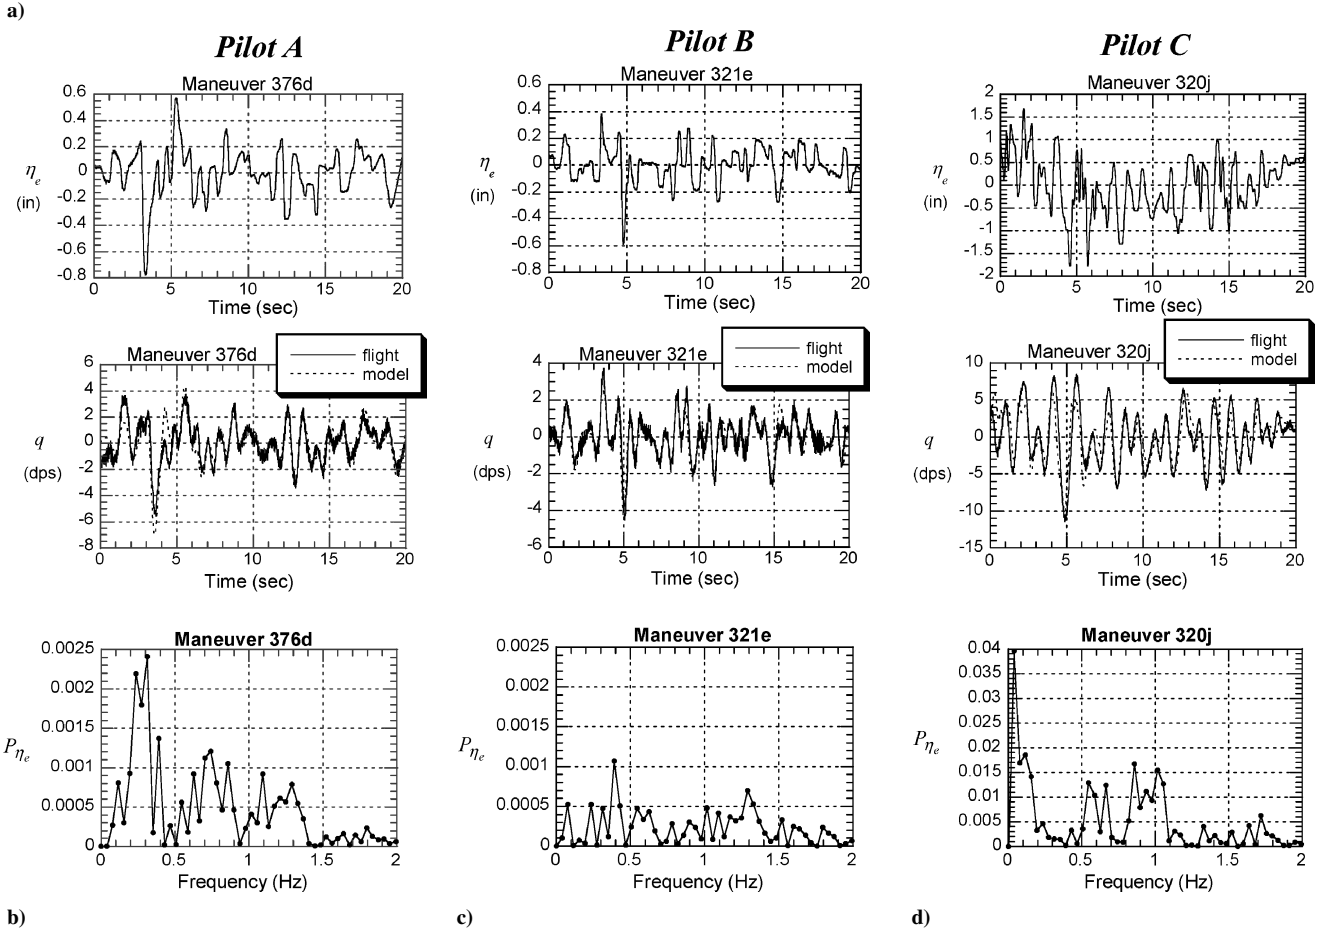 a)
Pilot A
Pilot B
Pilot C
Maneuver 376d
0.6
0.4
0.2
0
-0.2
-0.4
-0.6
-0.8
ηe
(in)
0 5 10 15 20
Time (sec)
Maneuver 321e
0.6
0.4
0.2
0
-0.2
-0.4
-0.6
-0.8
ηe
(in)
0 5 10 15 20
Time (sec)
Maneuver 320j
2
1.5
1
0.5
0
-0.5
-1
-1.5
-2
ηe
(in)
0 5 10 15 20
Time (sec)
Maneuver 376d
flight
model
6
4
2
0
-2
-4
-6
-8
q
(dps)
0 5 10 15 20
Time (sec)
Maneuver 321e
flight
model
4
2
0
-2
-4
-6
q
(dps)
0 5 10 15 20
Time (sec)
Maneuver 320j
flight
model
10
5
0
-5
-10
-15
q
(dps)
0 5 10 15 20
Time (sec)
Maneuver 376d
0.0025
0.002
0.0015
0.001
0.0005
0
Pηe
0 0.5 1 1.5 2
Frequency (Hz)
Maneuver 321e
0.0025
0.002
0.0015
0.001
0.0005
0
Pηe
0 0.5 1 1.5 2
Frequency (Hz)
Maneuver 320j
0.04
0.035
0.03
0.025
0.02
0.015
0.01
0.005
0
Pηe
0 0.5 1 1.5 2
Frequency (Hz)
b)
c)
d)